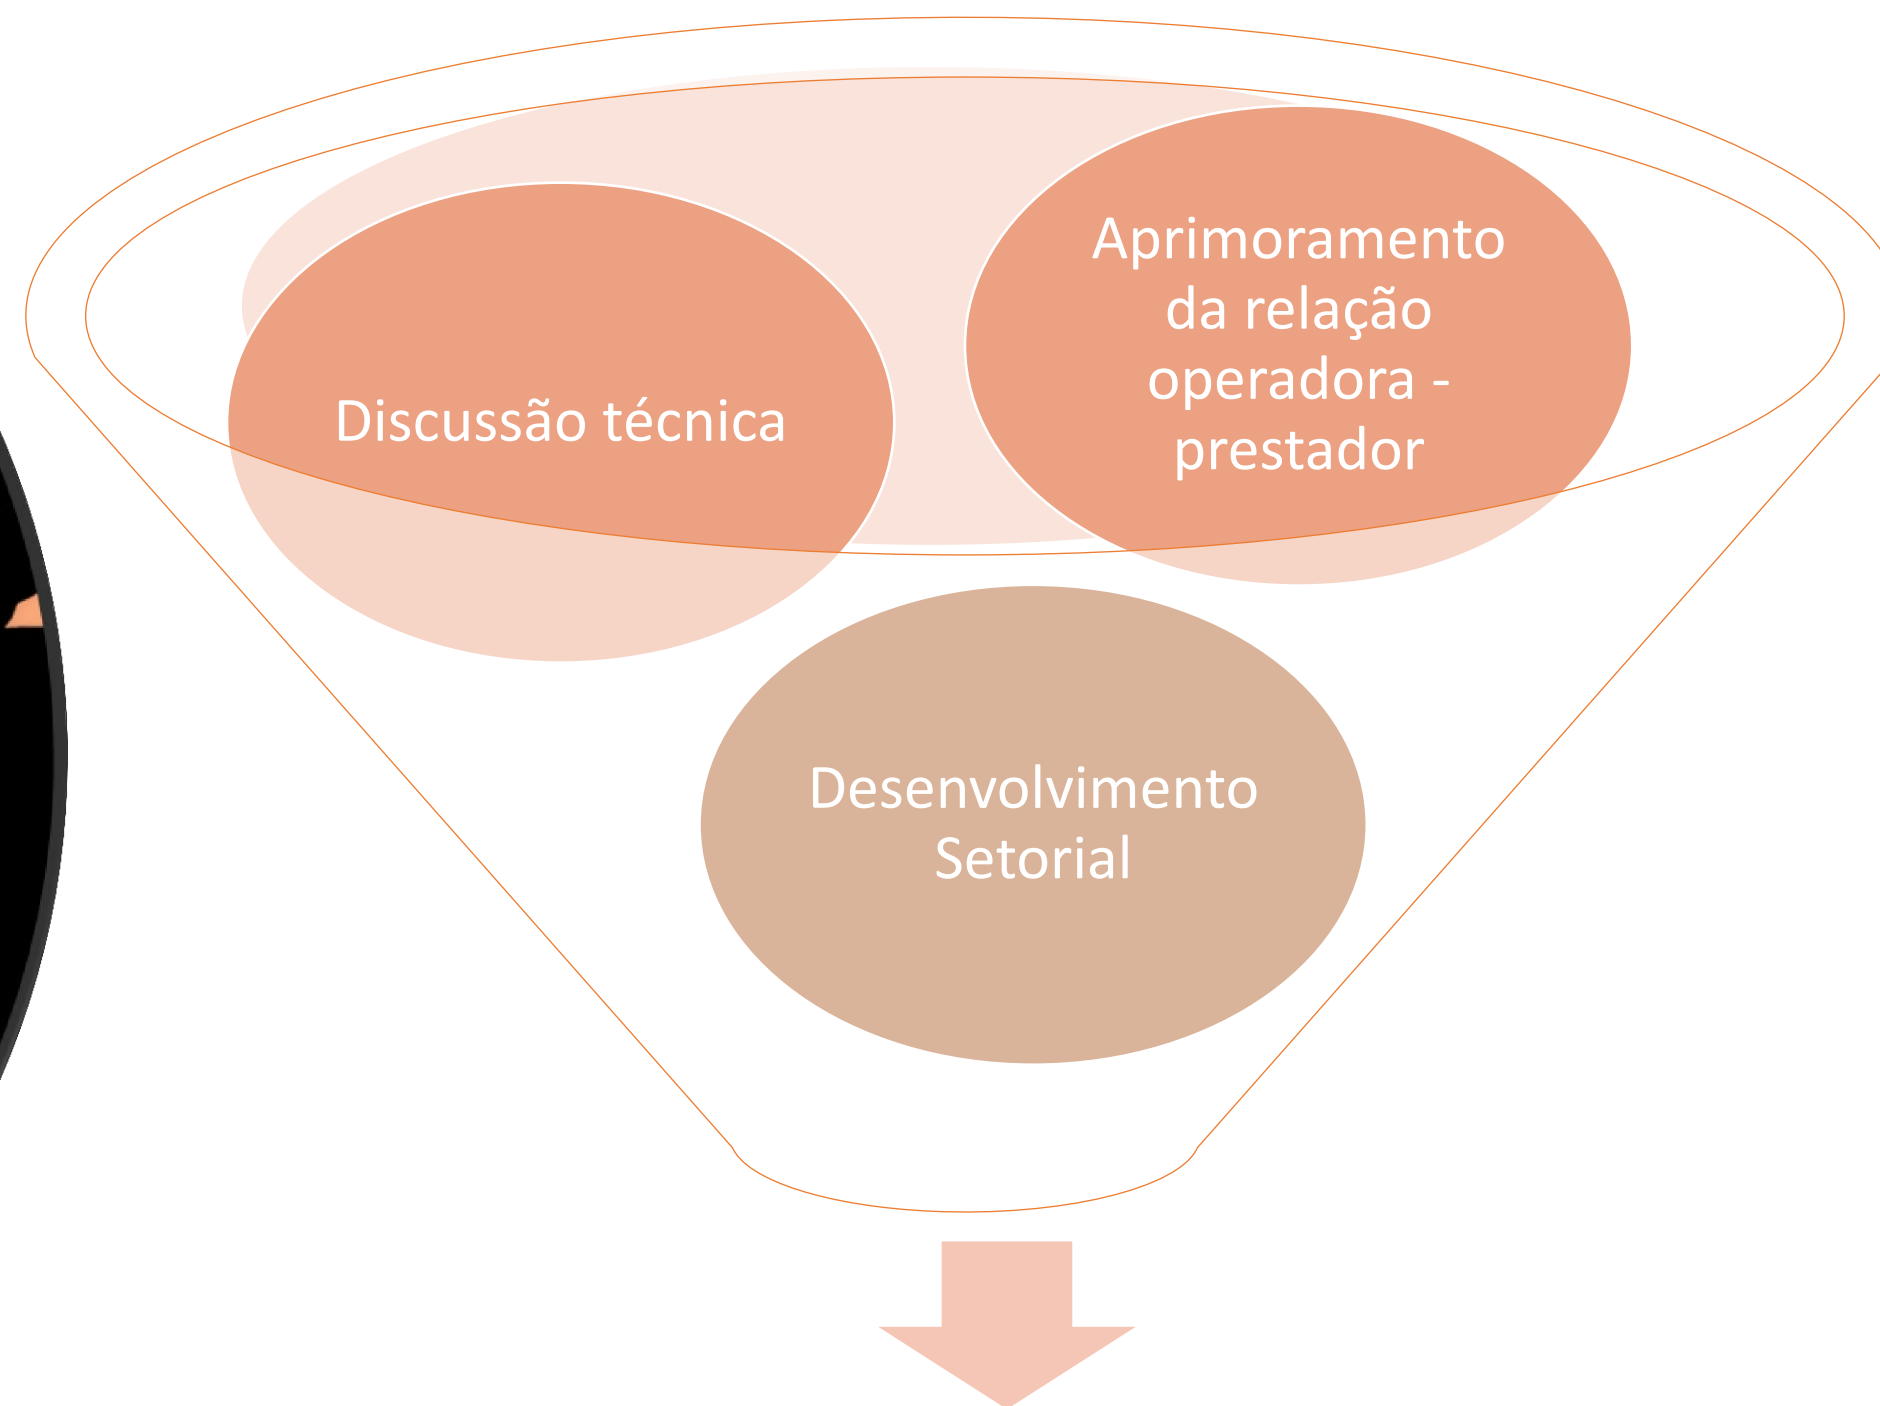 Discussão técnica
Aprimoramento
da relação
operadora -
prestador
Desenvolvimento
Setorial